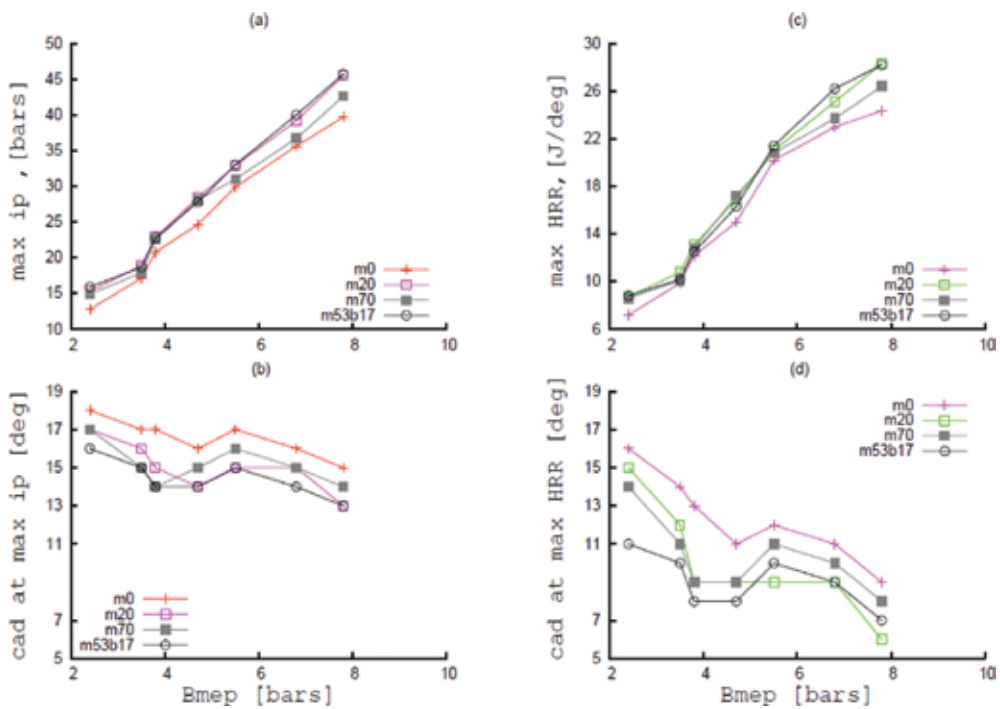 (a)
max ip ,[bars]
50
45
40
35
30
25
20
15
10
m0
m20
m70
m53b17
2 4 6 8 10
(c)
max HRR,[J/deg]
30
26
22
18
14
10
6
m0
m20
m70
m53b17
2 4 6 8 10
(b)
cad at max ip [deg]
19
17
15
13
11
7
5
m0
m20
m70
m53b17
2 4 6 8 10
Bmep [bars]
(d)
cad at max HRR [deg]
19
17
15
13
11
7
5
m0
m20
m70
m53b17
2 4 6 8 10
Bmep [bars]